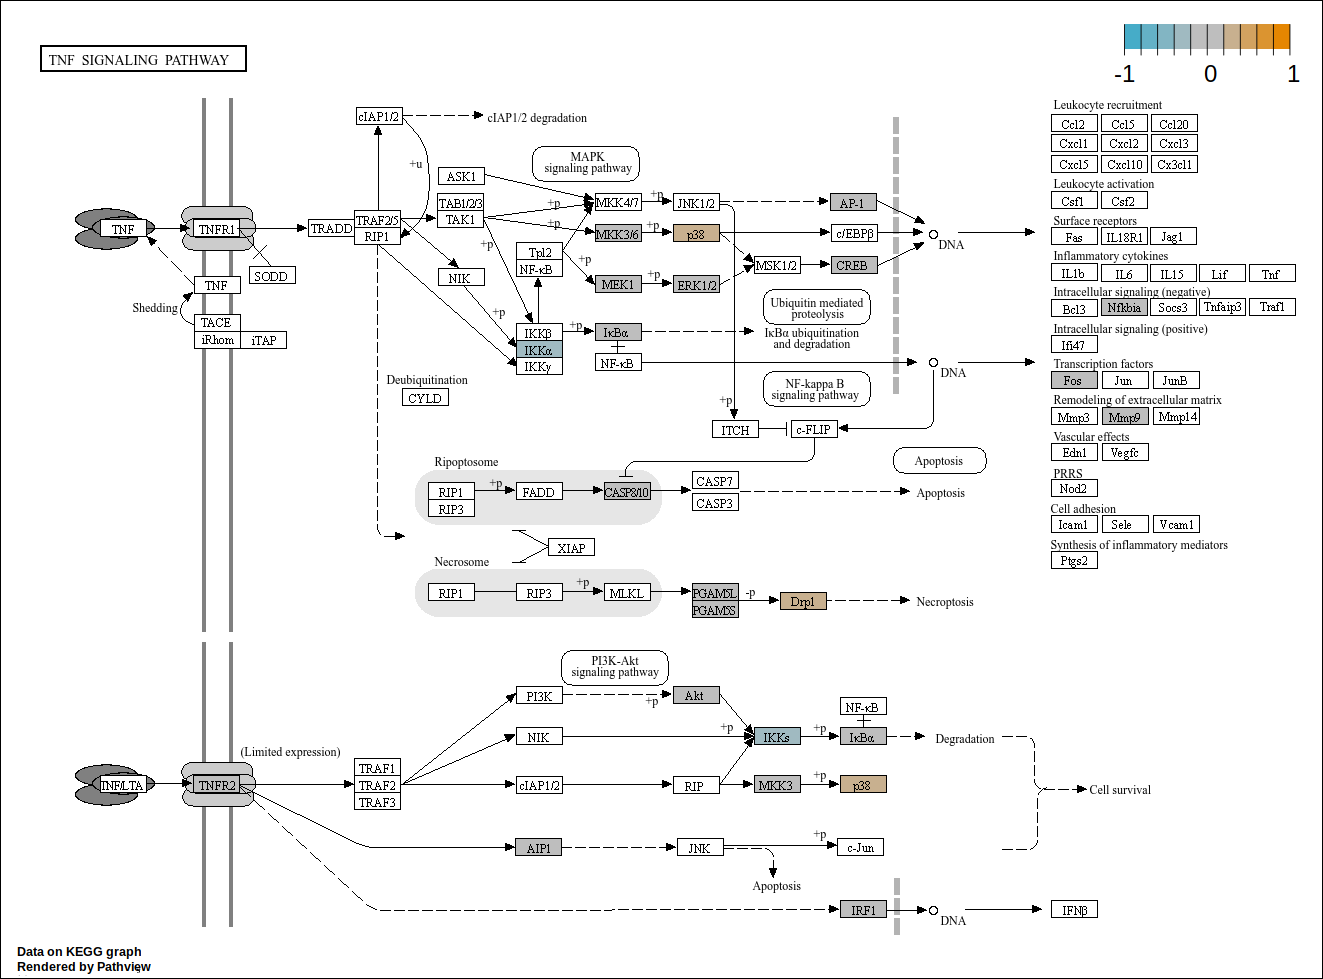 TNF SIGNALING PATHWAY
-1 0 1
cIAP1/2
cIAP1/2 degradation
+u
MAPK
signaling pathway
ASK1
TAB1/2/3
TAK1
TNF
TNFR1
TRADD
TRAF2/5
RIP1
SODD
TNF
Shedding
TACE
iRhom
iTAP
+p
+p
+p
+p
+p
+p
+p
+p
+p
MKK4/7
JNK1/2
AP-1
MKK3/6
p38
c/EBPβ
DNA
Tpl2
NF-κB
MSK1/2
CREB
NIK
MEK1
ERK1/2
Ubiquitin mediated
proteolysis
IKKβ
IKKα
IKKγ
IκBα
NF-κB
IκBα ubiquitination
and degradation
DNA
Deubiquitination
CYLD
NF-kappa B
signaling pathway
+p
ITCH
c-FLIP
Ripoptosome
RIP1
RIP3
+p
FADD
CASP8/10
CASP7
CASP3
Apoptosis
Apoptosis
XIAP
Necrosome
RIP1
RIP3
+p
MLKL
PGAM5L
PGAM5S
-p
Drp1
Necroptosis
Leukocyte recruitment
Ccl2 Ccl5 Ccl20
Cxcl1 Cxcl2 Cxcl3
Cxcl5 Cxcl10 Cx3cl1
Leukocyte activation
Csf1 Csf2
Surface receptors
Fas IL18R1 Jag1
Inflammatory cytokines
IL1b IL6 IL15 Lif Tnf
Intracellular signaling (negative)
Bcl3 Nfkbia Socs3 Tnfaip3 Traf1
Intracellular signaling (positive)
Ifi47
Transcription factors
Fos Jun JunB
Remodeling of extracellular matrix
Mmp3 Mmp9 Mmp14
Vascular effects
Edn1 Vegfc
PRRS
Nod2
Cell adhesion
Icam1 Sele Vcam1
Synthesis of inflammatory mediators
Ptgs2
PI3K-Akt
signaling pathway
PI3K
+p
Akt
NF-κB
NIK
+p
IKKs
+p
IκBα
Degradation
(Limited expression)
TNF/LTA
TNFR2
TRAF1
TRAF2
TRAF3
cIAP1/2
RIP
MKK3
+p
p38
Cell survival
AIP1
JNK
+p
c-Jun
Apoptosis
IRF1
DNA
IFNβ
Data on KEGG graph
Rendered by Pathview